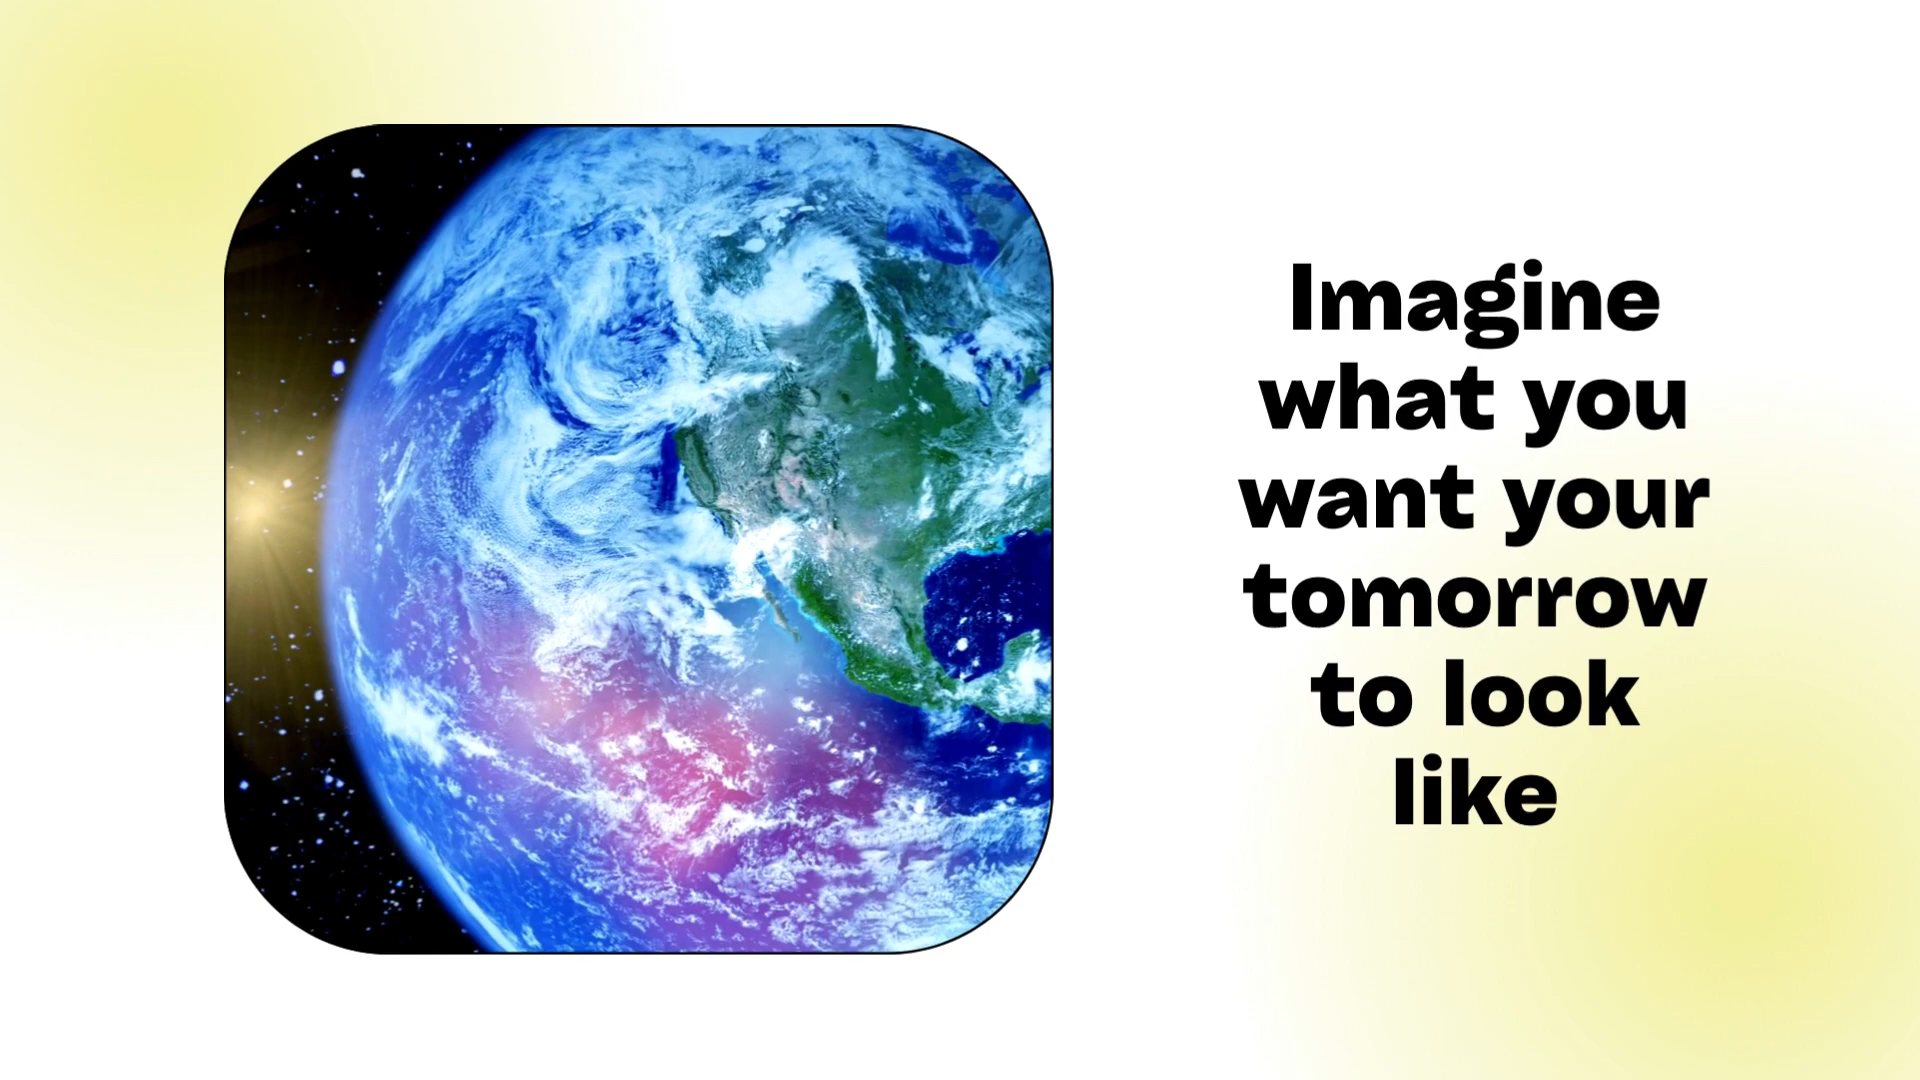 Imagine
what you
want your
tomorrow
to look
like